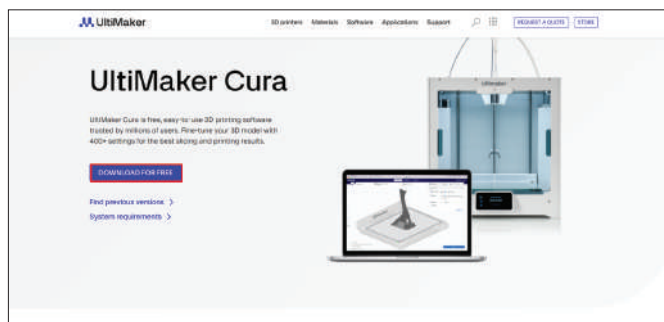 UltiMaker
3D printers Materials Software Applications Support
REQUEST A QUOTE
STORE
UltiMaker Cura
UltiMaker Cura is free, easy-to-use 3D printing software
trusted by millions of users. Fine-tune your 3D model with
400+ settings for the best slicing and printing results.
DOWNLOAD FOR FREE
Find previous versions
System requirements
Ultimaker